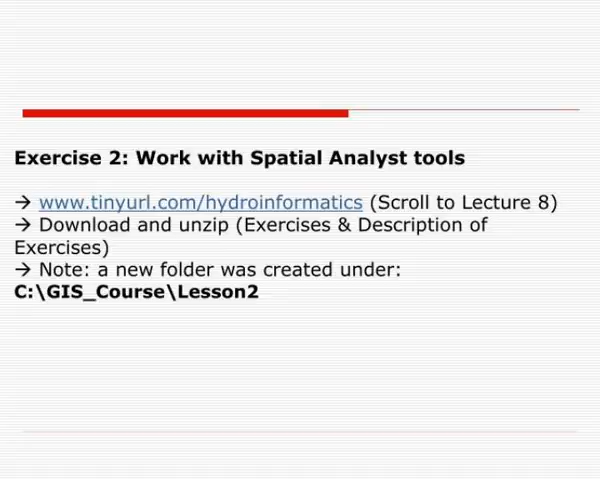 Exercise 2: Work with Spatial Analyst tools
→ www.tinyurl.com/hydroinformatics (Scroll to Lecture 8)
→ Download and unzip (Exercises & Description of
Exercises)
→ Note: a new folder was created under:
C:\GIS_Course\Lesson2